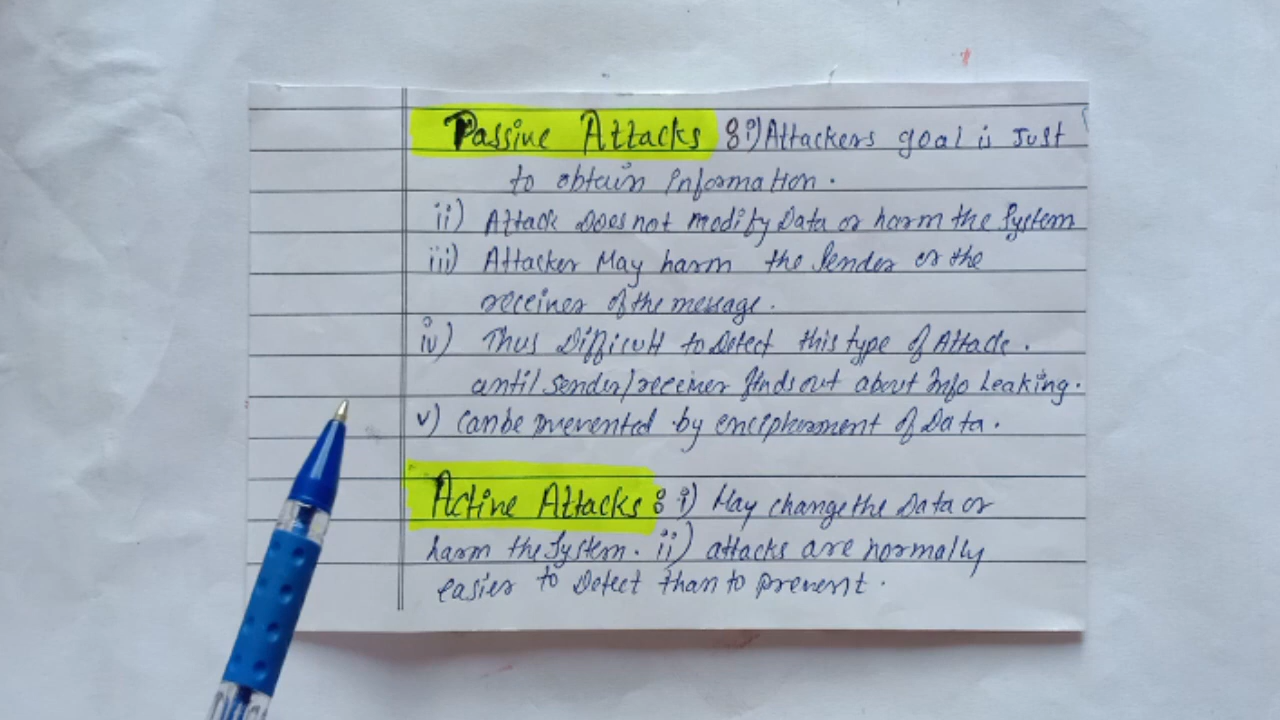 Passive Attacks : i) Attackers goal is Just
to obtain Information.
ii) Attack Does not modify Data or harm the System
iii) Attacker May harm the Sender or the
receiver of the message.
iv) Thus Difficult to Detect this type of Attack.
until sender/receiver finds out about Info Leaking.
v) Can be prevented by encipherment of Data.
Active Attacks : i) May change the Data or
harm the System. ii) attacks are normally
easier to Detect than to prevent.